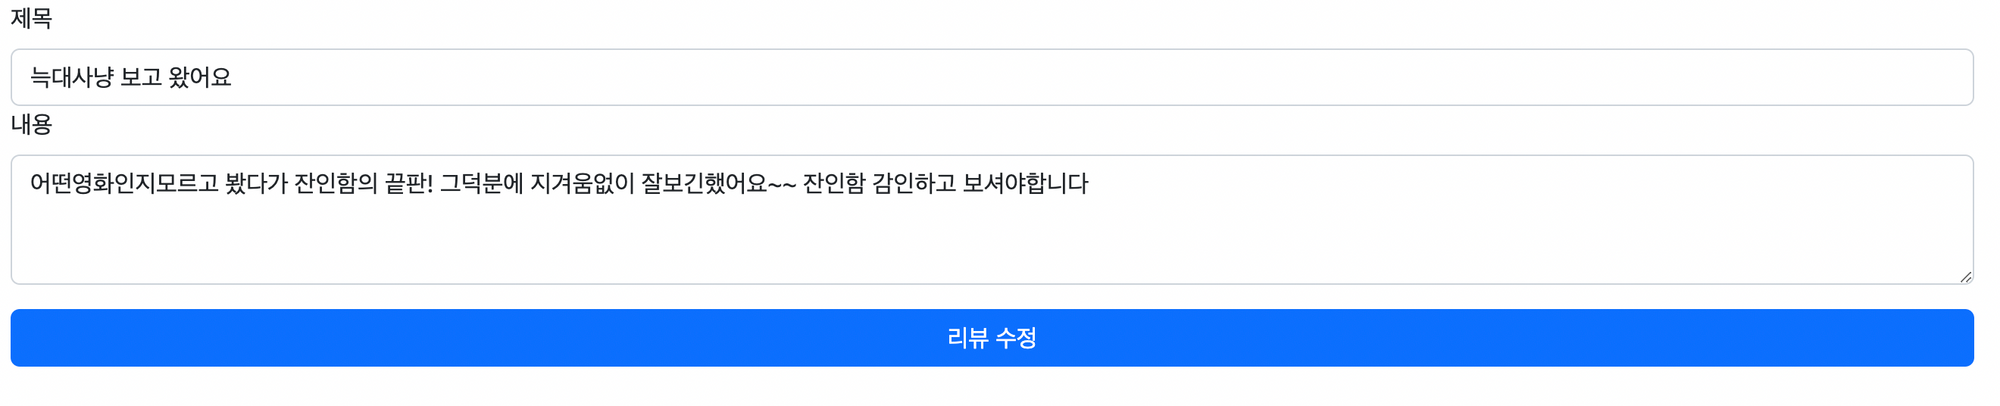 제목
늑대사냥 보고 왔어요
내용
어떤영화인지모르고 봤다가 잔인함의 끝판! 그덕분에 지겨움없이 잘보긴했어요~~ 잔인함 감인하고 보셔야합니다
리뷰 수정